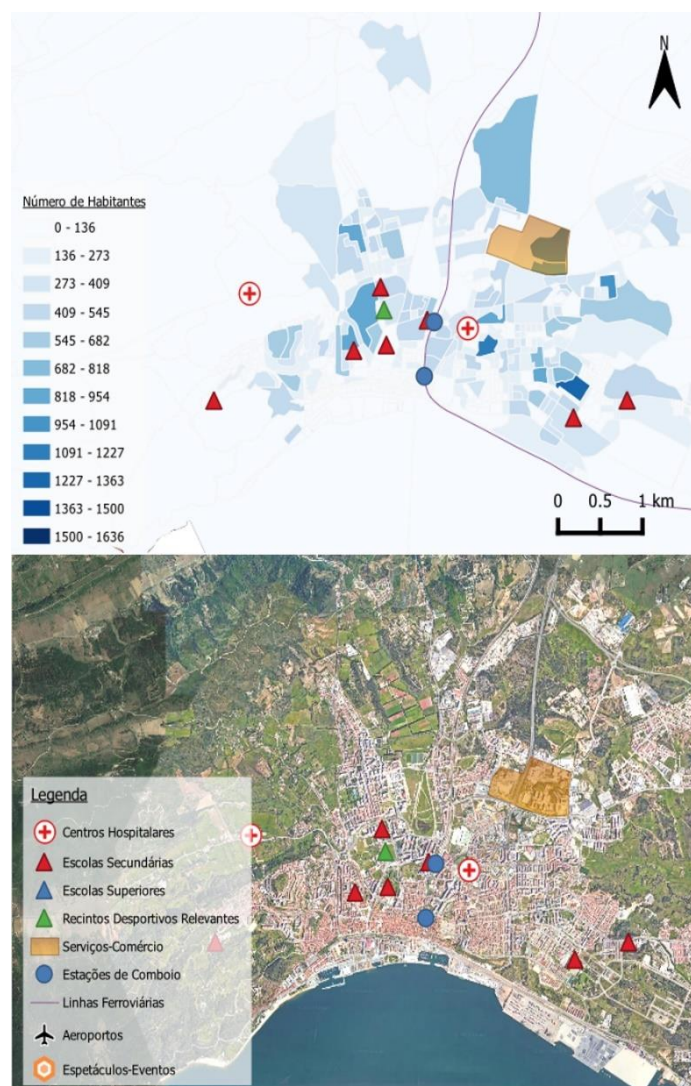 N
Número de Habitantes
0 - 136
136 - 273
273 - 409
409 - 545
545 - 682
682 - 818
818 - 954
954 - 1091
1091 - 1227
1227 - 1363
1363 - 1500
1500 - 1636
0 0.5 1 km
Legenda
Centros Hospitalares
Escolas Secundárias
Escolas Superiores
Recintos Desportivos Relevantes
Serviços-Comércio
Estações de Comboio
Linhas Ferroviárias
Aeroportos
Espetáculos-Eventos